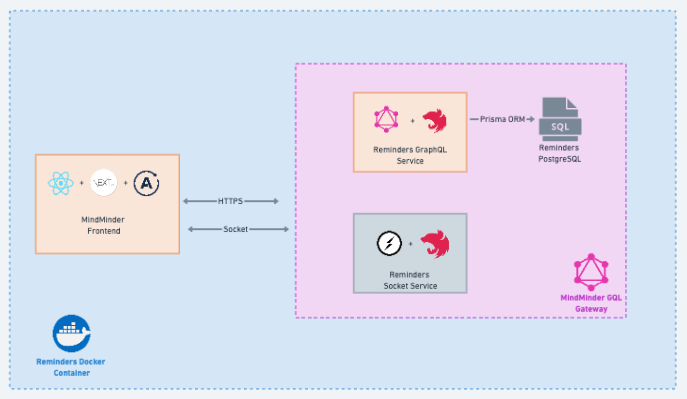 Reminders GraphQL
Service
Prisma ORM
SQL
Reminders
PostgreSQL
MindMinder
Frontend
HTTPS
Socket
Reminders
Socket Service
MindMinder GQL
Gateway
Reminders Docker
Container